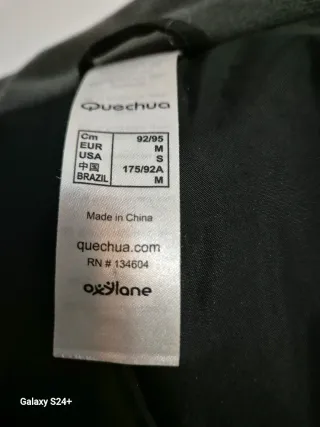 Quechua
Cm 92/95
EUR M
USA S
中国 175/92A
BRAZIL M
Made in China
quechua.com
RN # 134604
oxylane
Galaxy S24+